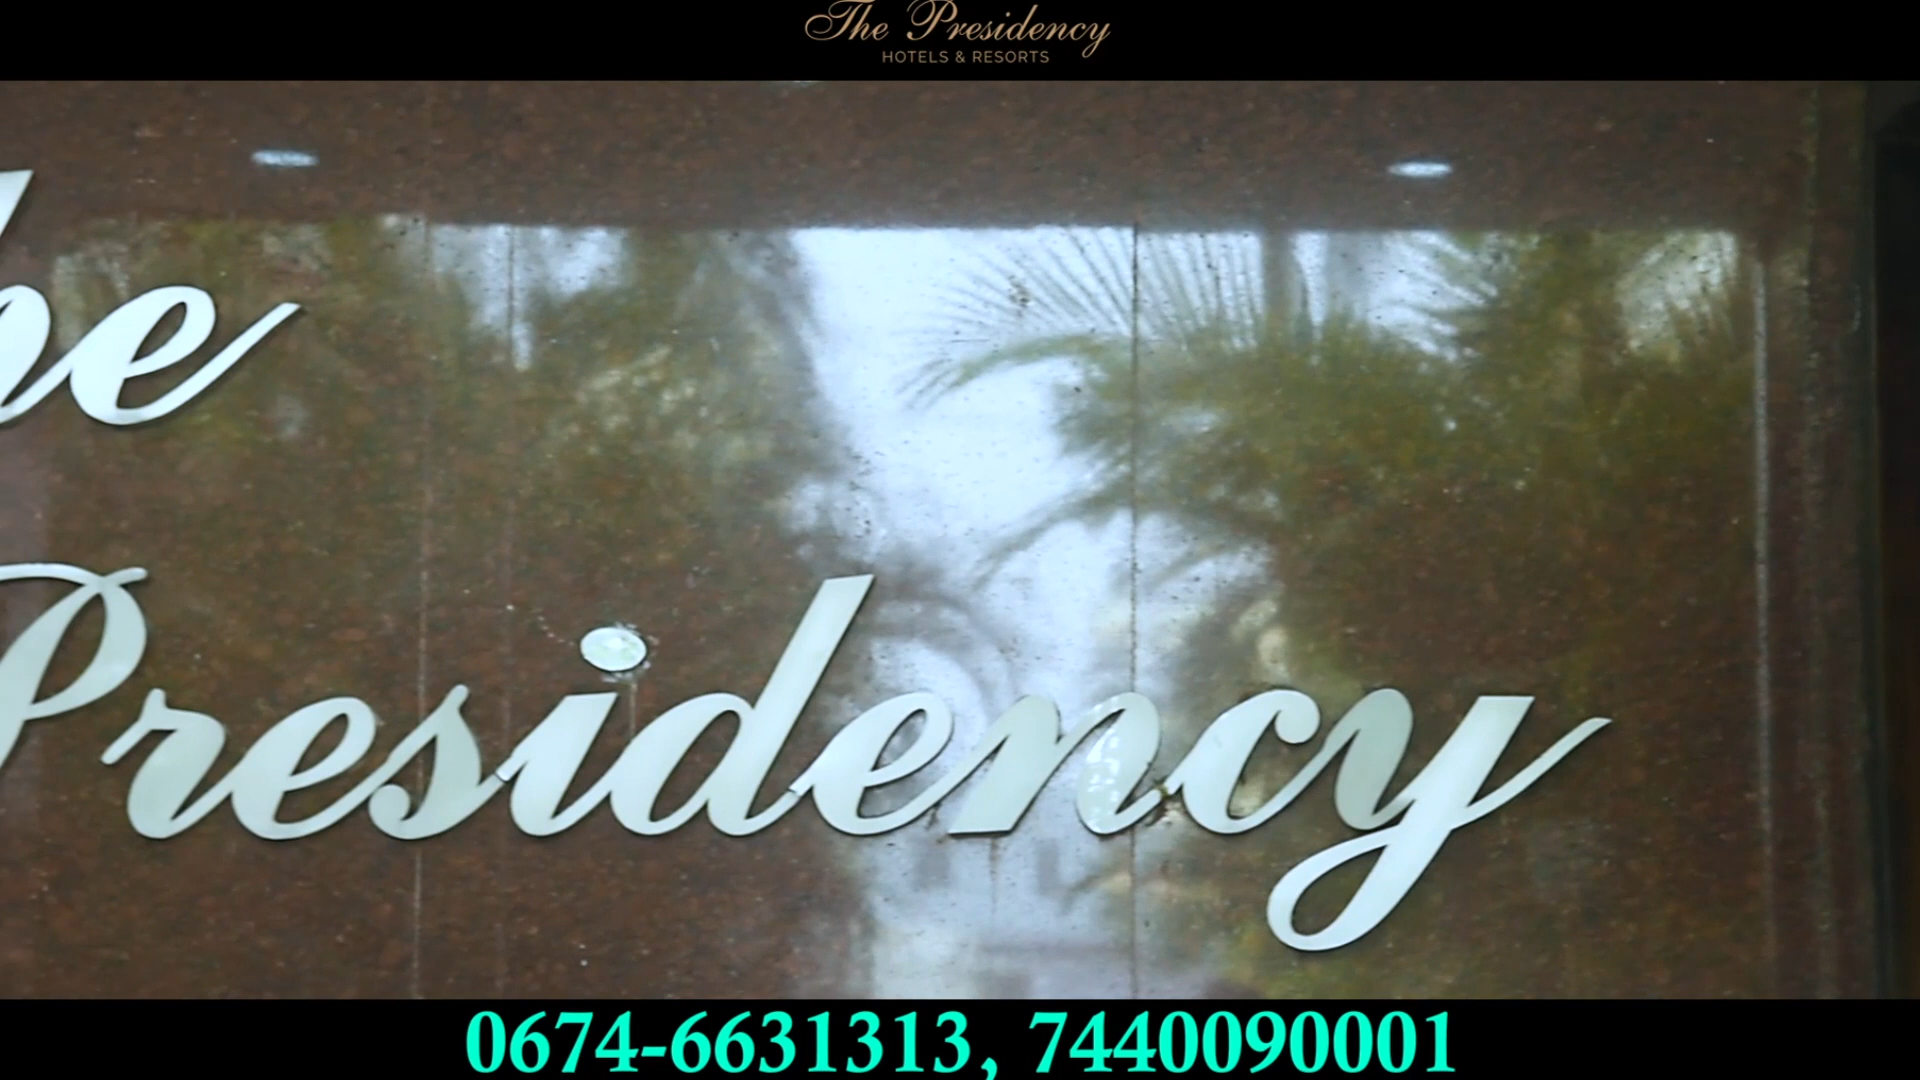 The Presidency
HOTELS & RESORTS
he
Presidency
0674-6631313, 7440090001